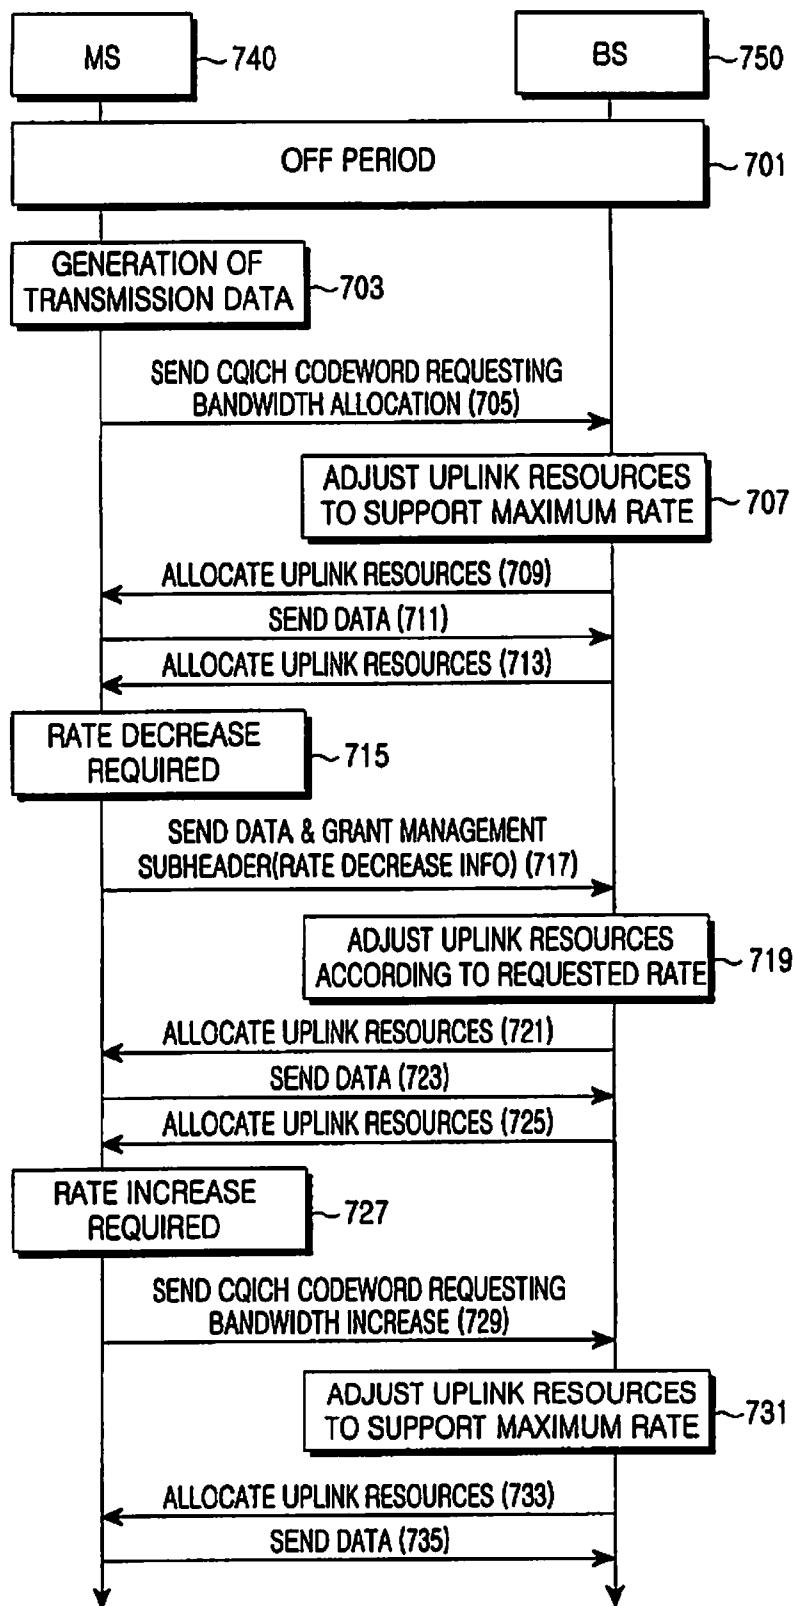 MS
740
BS
750
OFF PERIOD
701
GENERATION OF
TRANSMISSION DATA
703
SEND CQICH CODEWORD REQUESTING
BANDWIDTH ALLOCATION (705)
ADJUST UPLINK RESOURCES
TO SUPPORT MAXIMUM RATE
707
ALLOCATE UPLINK RESOURCES (709)
SEND DATA (711)
ALLOCATE UPLINK RESOURCES (713)
RATE DECREASE
REQUIRED
715
SEND DATA & GRANT MANAGEMENT
SUBHEADER(RATE DECREASE INFO) (717)
ADJUST UPLINK RESOURCES
ACCORDING TO REQUESTED RATE
719
ALLOCATE UPLINK RESOURCES (721)
SEND DATA (723)
ALLOCATE UPLINK RESOURCES (725)
RATE INCREASE
REQUIRED
727
SEND CQICH CODEWORD REQUESTING
BANDWIDTH INCREASE (729)
ADJUST UPLINK RESOURCES
TO SUPPORT MAXIMUM RATE
731
ALLOCATE UPLINK RESOURCES (733)
SEND DATA (735)